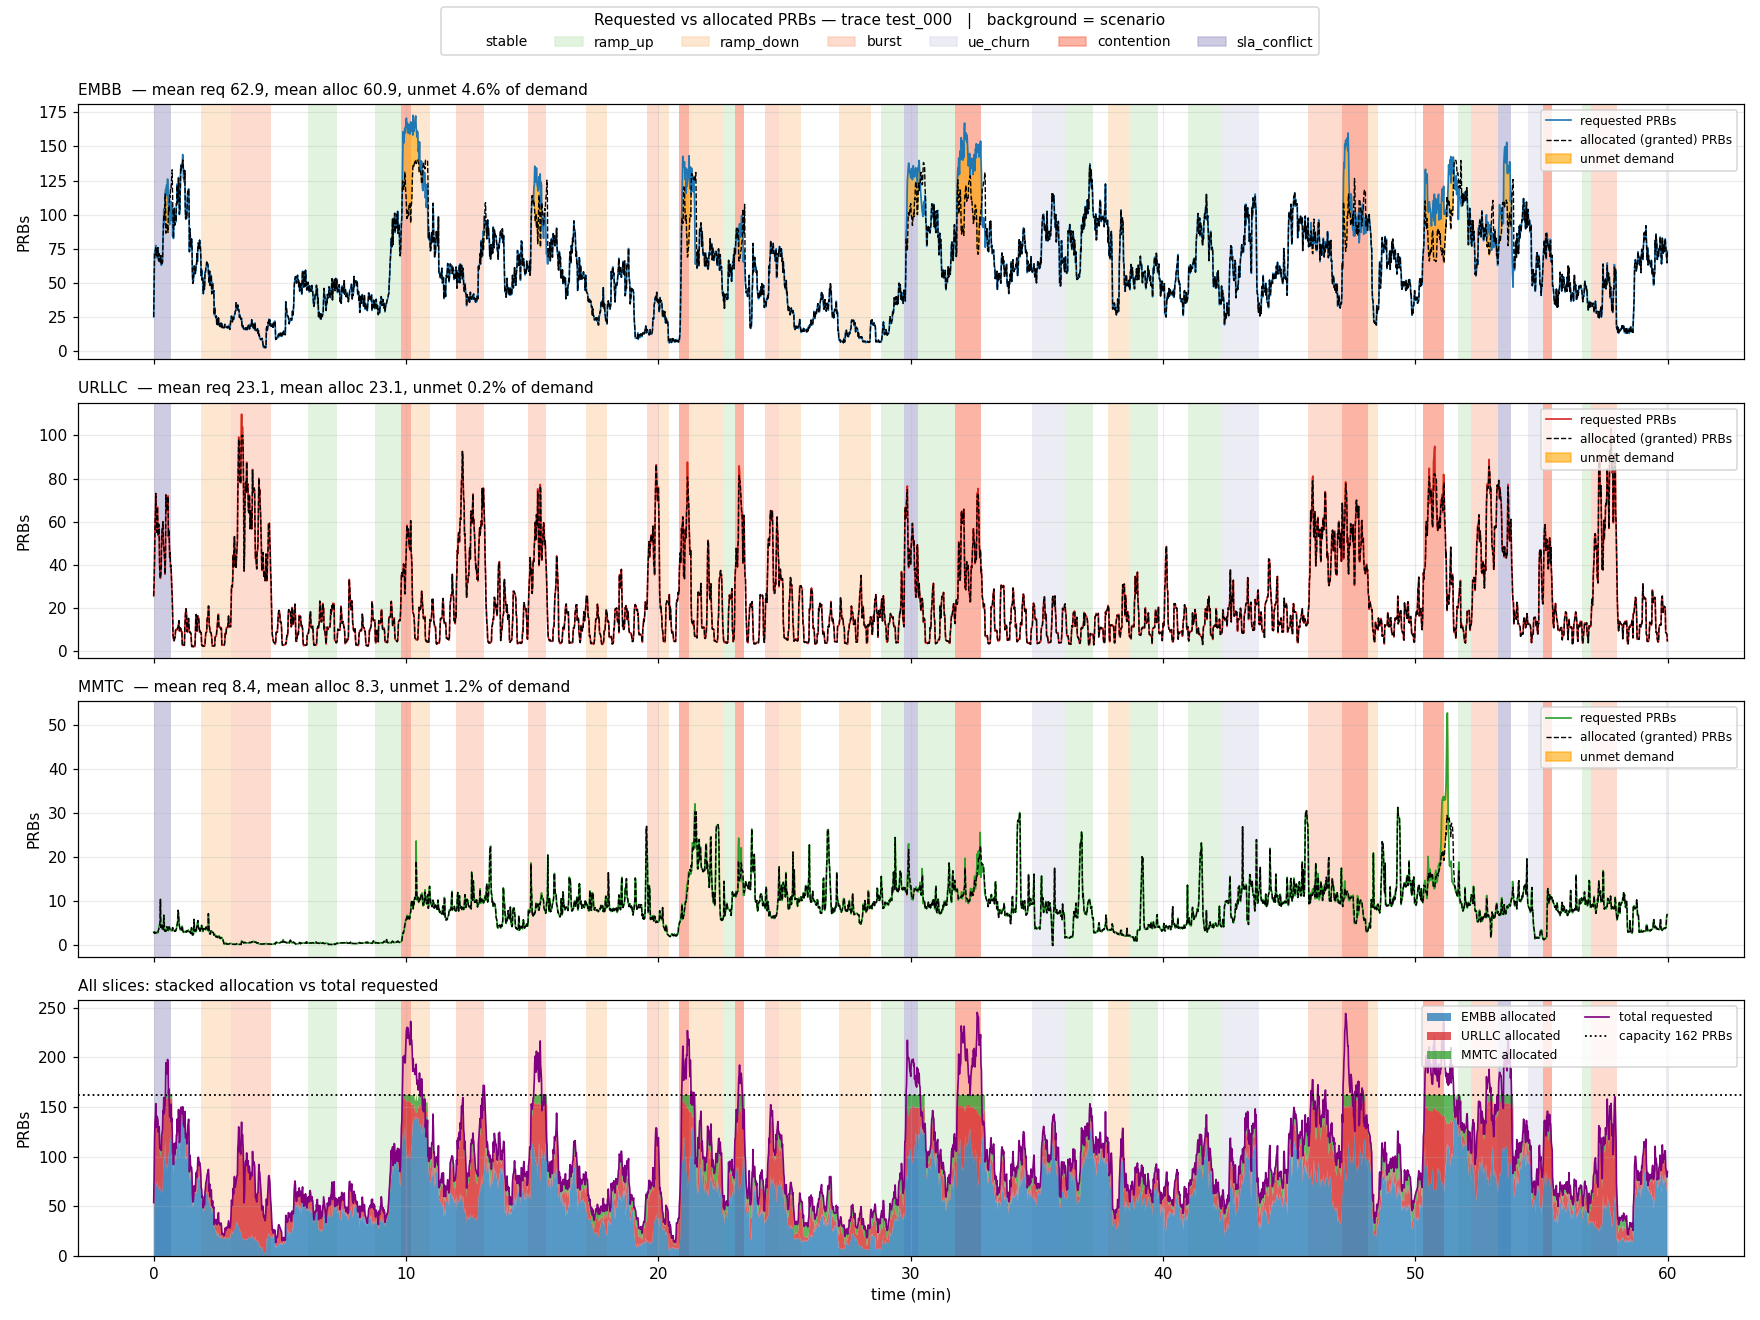 Requested vs allocated PRBs — trace test_000   |   background = scenario
stable ramp_up ramp_down burst ue_churn contention sla_conflict
EMBB  — mean req 62.9, mean alloc 60.9, unmet 4.6% of demand
175
150
125
100
75
50
25
0
PRBs
requested PRBs
allocated (granted) PRBs
unmet demand
URLLC  — mean req 23.1, mean alloc 23.1, unmet 0.2% of demand
100
80
60
40
20
0
PRBs
requested PRBs
allocated (granted) PRBs
unmet demand
MMTC  — mean req 8.4, mean alloc 8.3, unmet 1.2% of demand
50
40
30
20
10
0
PRBs
requested PRBs
allocated (granted) PRBs
unmet demand
All slices: stacked allocation vs total requested
250
200
150
100
50
0
PRBs
EMBB allocated total requested
URLLC allocated capacity 162 PRBs
MMTC allocated
0 10 20 30 40 50 60
time (min)